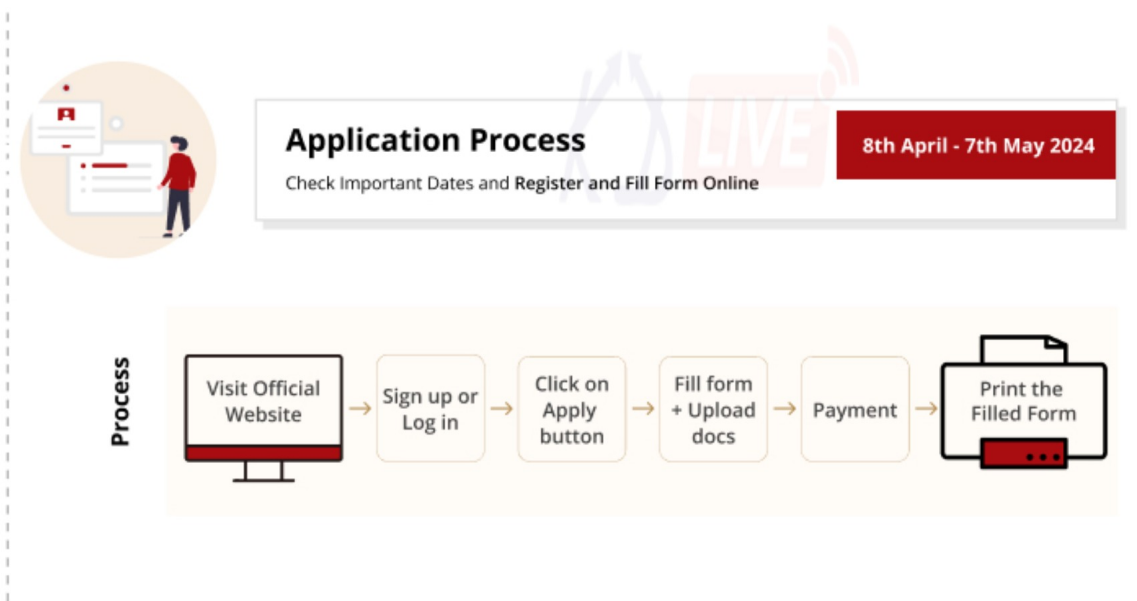 LIVE
Application Process
8th April - 7th May 2024
Check Important Dates and Register and Fill Form Online
Process
Visit Official
Website
Sign up or
Log in
Click on
Apply
button
Fill form
+ Upload
docs
Payment
Print the
Filled Form